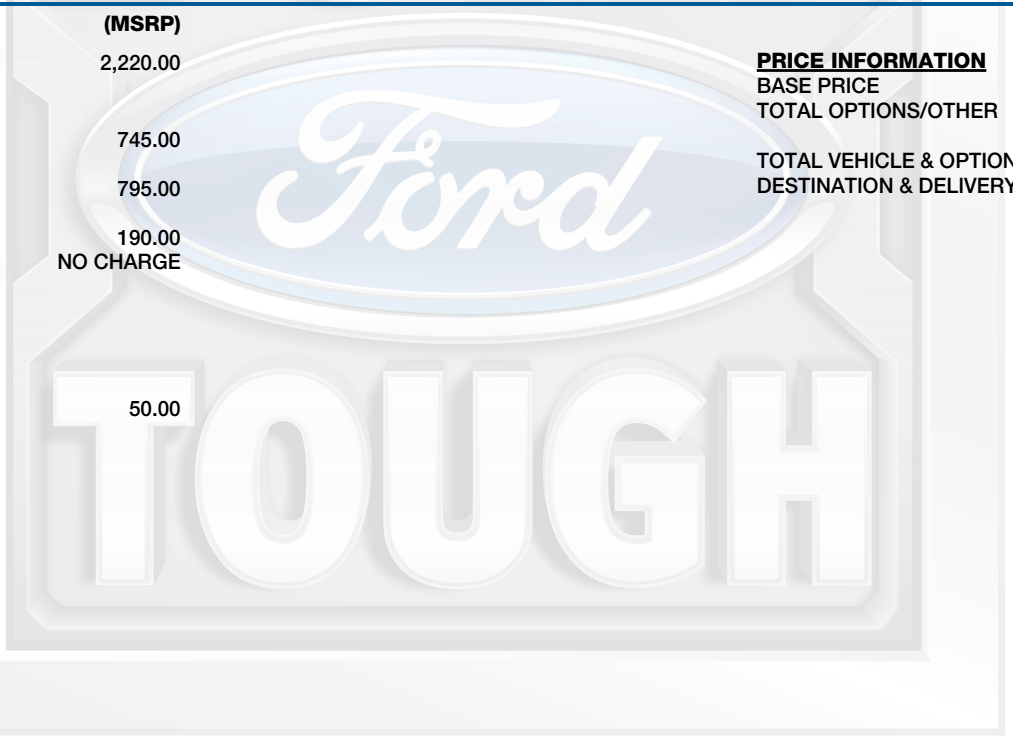 (MSRP)
2,220.00
745.00
795.00
190.00
NO CHARGE
50.00
PRICE INFORMATION
BASE PRICE
TOTAL OPTIONS/OTHER
TOTAL VEHICLE & OPTION
DESTINATION & DELIVERY
Ford
TOUGH